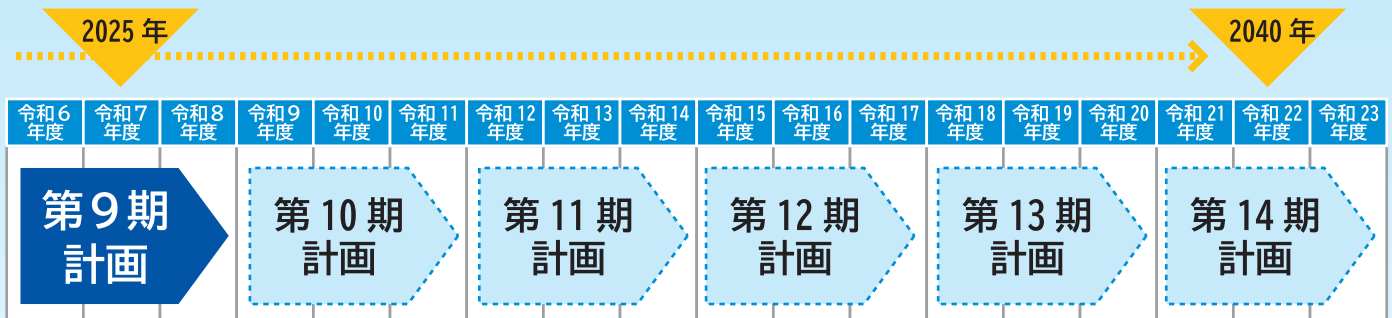 2025 年
2040 年
令和6
年度
令和7
年度
令和8
年度
令和9
年度
令和 10
年度
令和 11
年度
令和 12
年度
令和 13
年度
令和 14
年度
令和 15
年度
令和 16
年度
令和 17
年度
令和 18
年度
令和 19
年度
令和 20
年度
令和 21
年度
令和 22
年度
令和 23
年度
第9期
計画
第 10 期
計画
第 11 期
計画
第 12 期
計画
第 13 期
計画
第 14 期
計画